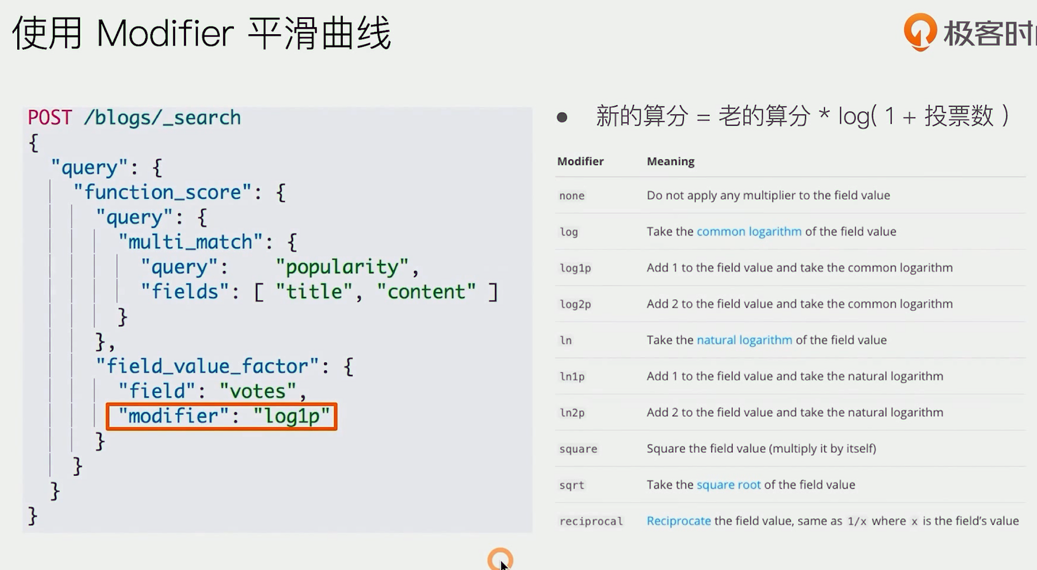 使用 Modifier 平滑曲线
极客时
POST /blogs/_search
{
"query": {
"function_score": {
"query": {
"multi_match": {
"query": "popularity",
"fields": [ "title", "content" ]
}
},
"field_value_factor": {
"field": "votes",
"modifier": "log1p"
}
}
}
}
● 新的算分 = 老的算分 * log( 1 + 投票数 )
Modifier Meaning
none Do not apply any multiplier to the field value
log Take the common logarithm of the field value
log1p Add 1 to the field value and take the common logarithm
log2p Add 2 to the field value and take the common logarithm
ln Take the natural logarithm of the field value
ln1p Add 1 to the field value and take the natural logarithm
ln2p Add 2 to the field value and take the natural logarithm
square Square the field value (multiply it by itself)
sqrt Take the square root of the field value
reciprocal Reciprocate the field value, same as 1/x where x is the field's value